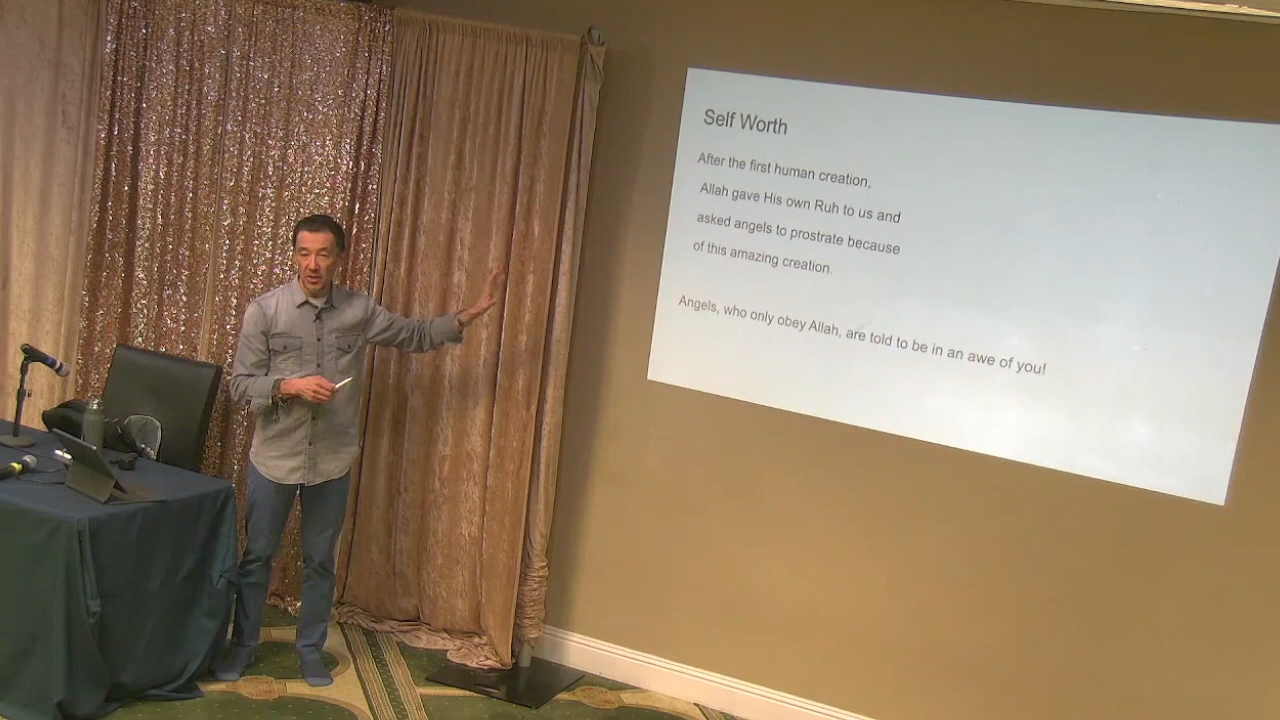 Self Worth
After the first human creation,
Allah gave His own Ruh to us and
asked angels to prostrate because
of this amazing creation.
Angels, who only obey Allah, are told to be in an awe of you!